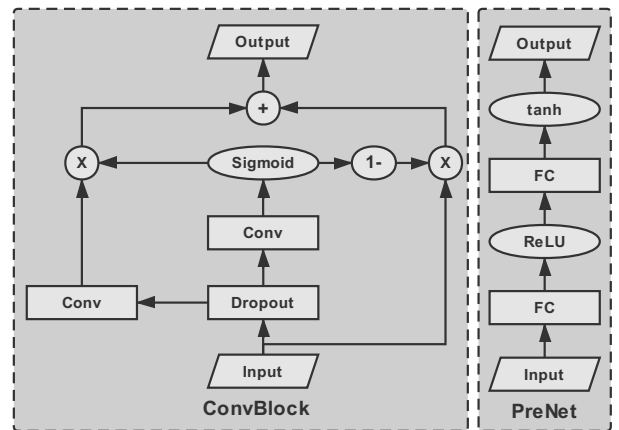 Output
+
X
Sigmoid
1-
X
Conv
Conv
Dropout
Input
ConvBlock
Output
tanh
FC
ReLU
FC
Input
PreNet